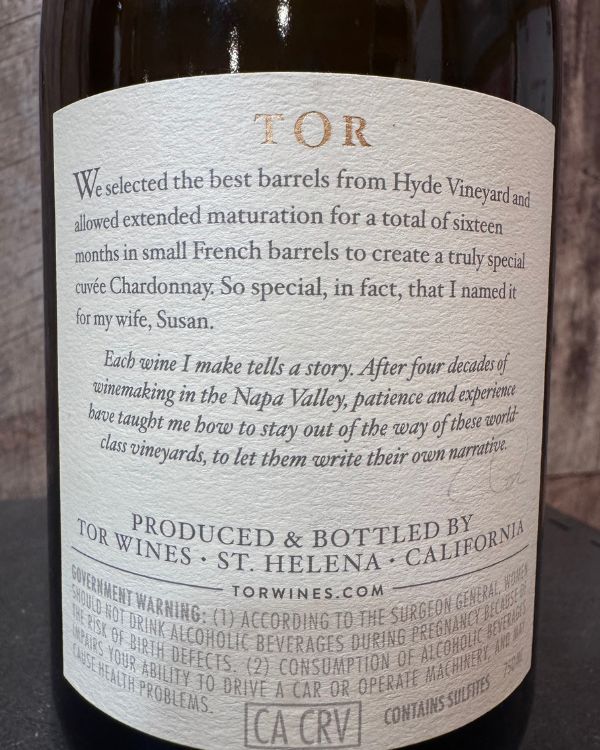 TOR
We selected the best barrels from Hyde Vineyard and
allowed extended maturation for a total of sixteen
months in small French barrels to create a truly special
cuvée Chardonnay. So special, in fact, that I named it
for my wife, Susan.
Each wine I make tells a story. After four decades of
winemaking in the Napa Valley, patience and experience
have taught me how to stay out of the way of these world-
class vineyards, to let them write their own narrative.
PRODUCED & BOTTLED BY
TOR WINES · ST. HELENA · CALIFORNIA
TORWINES.COM
GOVERNMENT WARNING: (1) ACCORDING TO THE SURGEON GENERAL, WOMEN
SHOULD NOT DRINK ALCOHOLIC BEVERAGES DURING PREGNANCY BECAUSE OF
THE RISK OF BIRTH DEFECTS. (2) CONSUMPTION OF ALCOHOLIC BEVERAGES
IMPAIRS YOUR ABILITY TO DRIVE A CAR OR OPERATE MACHINERY, AND MAY
CAUSE HEALTH PROBLEMS.
750 ML
CA CRV
CONTAINS SULFITES